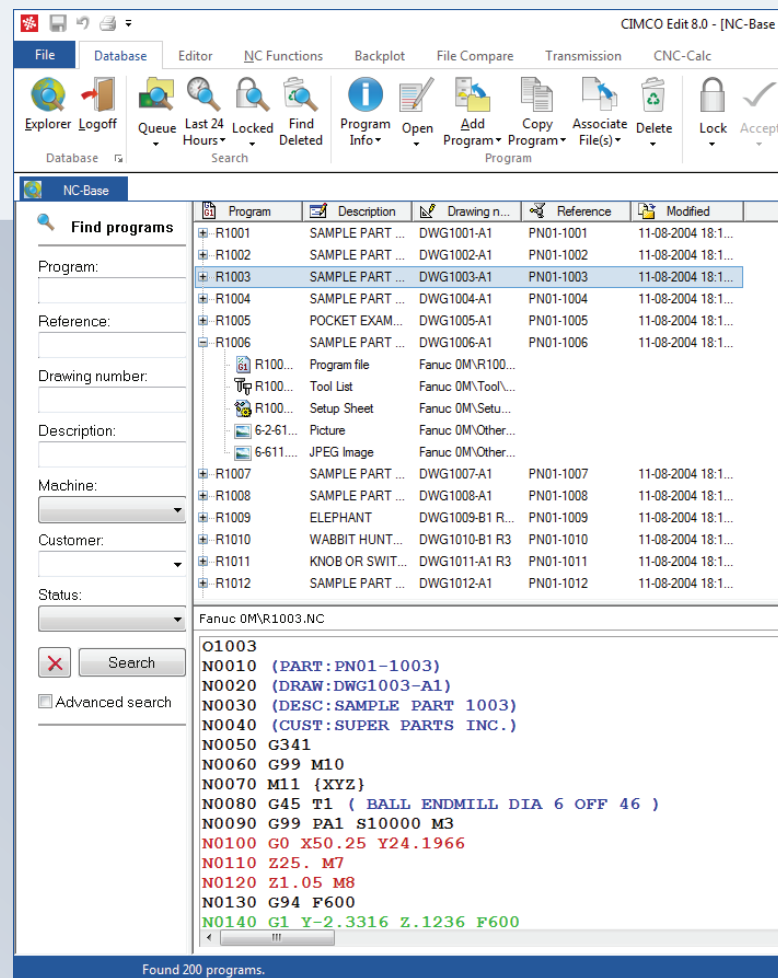 CIMCO Edit 8.0 - [NC-Base
File Database Editor NC Functions Backplot File Compare Transmission CNC-Calc
Explorer Logoff Queue Last 24 Hours Locked Find Deleted Program Info Open Add Program Copy Program Associate File(s) Delete Lock Accept
Database Search Program
NC-Base
Find programs
Program:
Reference:
Drawing number:
Description:
Machine:
Customer:
Status:
Search
Advanced search
Program Description Drawing n... Reference Modified
R1001 SAMPLE PART ... DWG1001-A1 PN01-1001 11-08-2004 18:1...
R1002 SAMPLE PART ... DWG1002-A1 PN01-1002 11-08-2004 18:1...
R1003 SAMPLE PART ... DWG1003-A1 PN01-1003 11-08-2004 18:1...
R1004 SAMPLE PART ... DWG1004-A1 PN01-1004 11-08-2004 18:1...
R1005 POCKET EXAM... DWG1005-A1 PN01-1005 11-08-2004 18:1...
R1006 SAMPLE PART ... DWG1006-A1 PN01-1006 11-08-2004 18:1...
R100... Program file Fanuc 0M\R100...
R100... Tool List Fanuc 0M\Tool\...
R100... Setup Sheet Fanuc 0M\Setu...
6-2-61... Picture Fanuc 0M\Other...
6-611.... JPEG Image Fanuc 0M\Other...
R1007 SAMPLE PART ... DWG1007-A1 PN01-1007 11-08-2004 18:1...
R1008 SAMPLE PART ... DWG1008-A1 PN01-1008 11-08-2004 18:1...
R1009 ELEPHANT DWG1009-B1 R... PN01-1009 11-08-2004 18:1...
R1010 WABBIT HUNT... DWG1010-B1 R3 PN01-1010 11-08-2004 18:1...
R1011 KNOB OR SWIT... DWG1011-A1 R3 PN01-1011 11-08-2004 18:1...
R1012 SAMPLE PART ... DWG1012-A1 PN01-1012 11-08-2004 18:1...
Fanuc 0M\R1003.NC
O1003
N0010 (PART:PN01-1003)
N0020 (DRAW:DWG1003-A1)
N0030 (DESC:SAMPLE PART 1003)
N0040 (CUST:SUPER PARTS INC.)
N0050 G341
N0060 G99 M10
N0070 M11 {XYZ}
N0080 G45 T1 ( BALL ENDMILL DIA 6 OFF 46 )
N0090 G99 PA1 S10000 M3
N0100 G0 X50.25 Y24.1966
N0110 Z25. M7
N0120 Z1.05 M8
N0130 G94 F600
N0140 G1 Y-2.3316 Z.1236 F600
Found 200 programs.